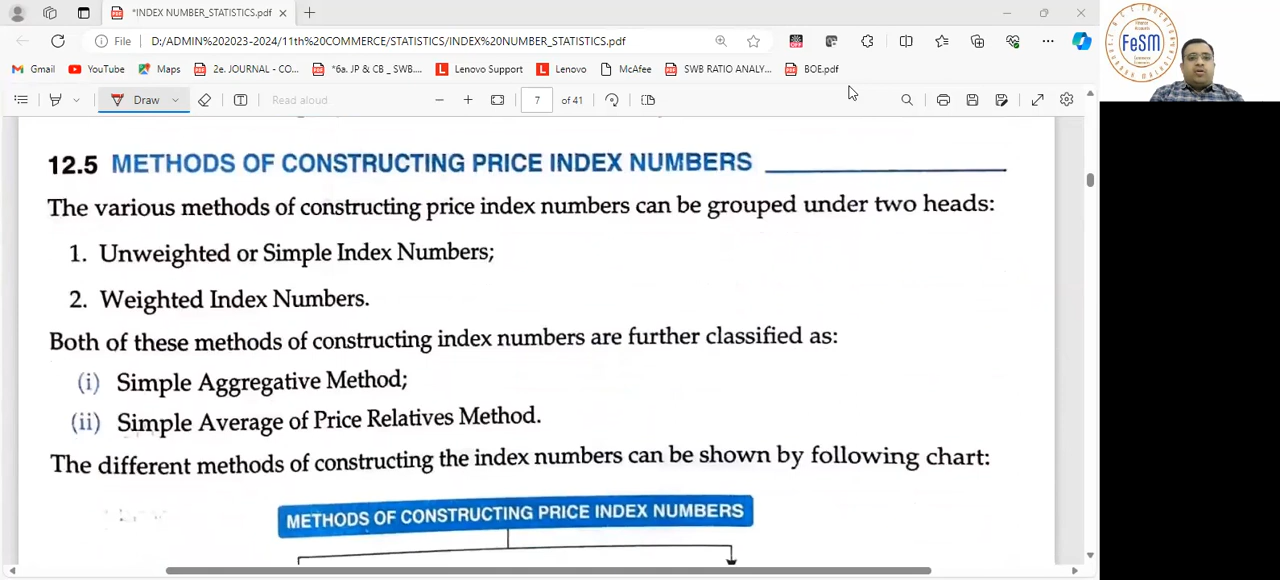 *INDEX NUMBER_STATISTICS.pdf
File D:/ADMIN%202023-2024/11th%20COMMERCE/STATISTICS/INDEX%20NUMBER_STATISTICS.pdf
Gmail YouTube Maps 2e. JOURNAL - CO... *6a. JP & CB _ SWB.... Lenovo Support Lenovo McAfee SWB RATIO ANALY... BOE.pdf
Draw Read aloud 7 of 41
12.5 METHODS OF CONSTRUCTING PRICE INDEX NUMBERS
The various methods of constructing price index numbers can be grouped under two heads:
1. Unweighted or Simple Index Numbers;
2. Weighted Index Numbers.
Both of these methods of constructing index numbers are further classified as:
(i) Simple Aggregative Method;
(ii) Simple Average of Price Relatives Method.
The different methods of constructing the index numbers can be shown by following chart:
METHODS OF CONSTRUCTING PRICE INDEX NUMBERS
FeSM